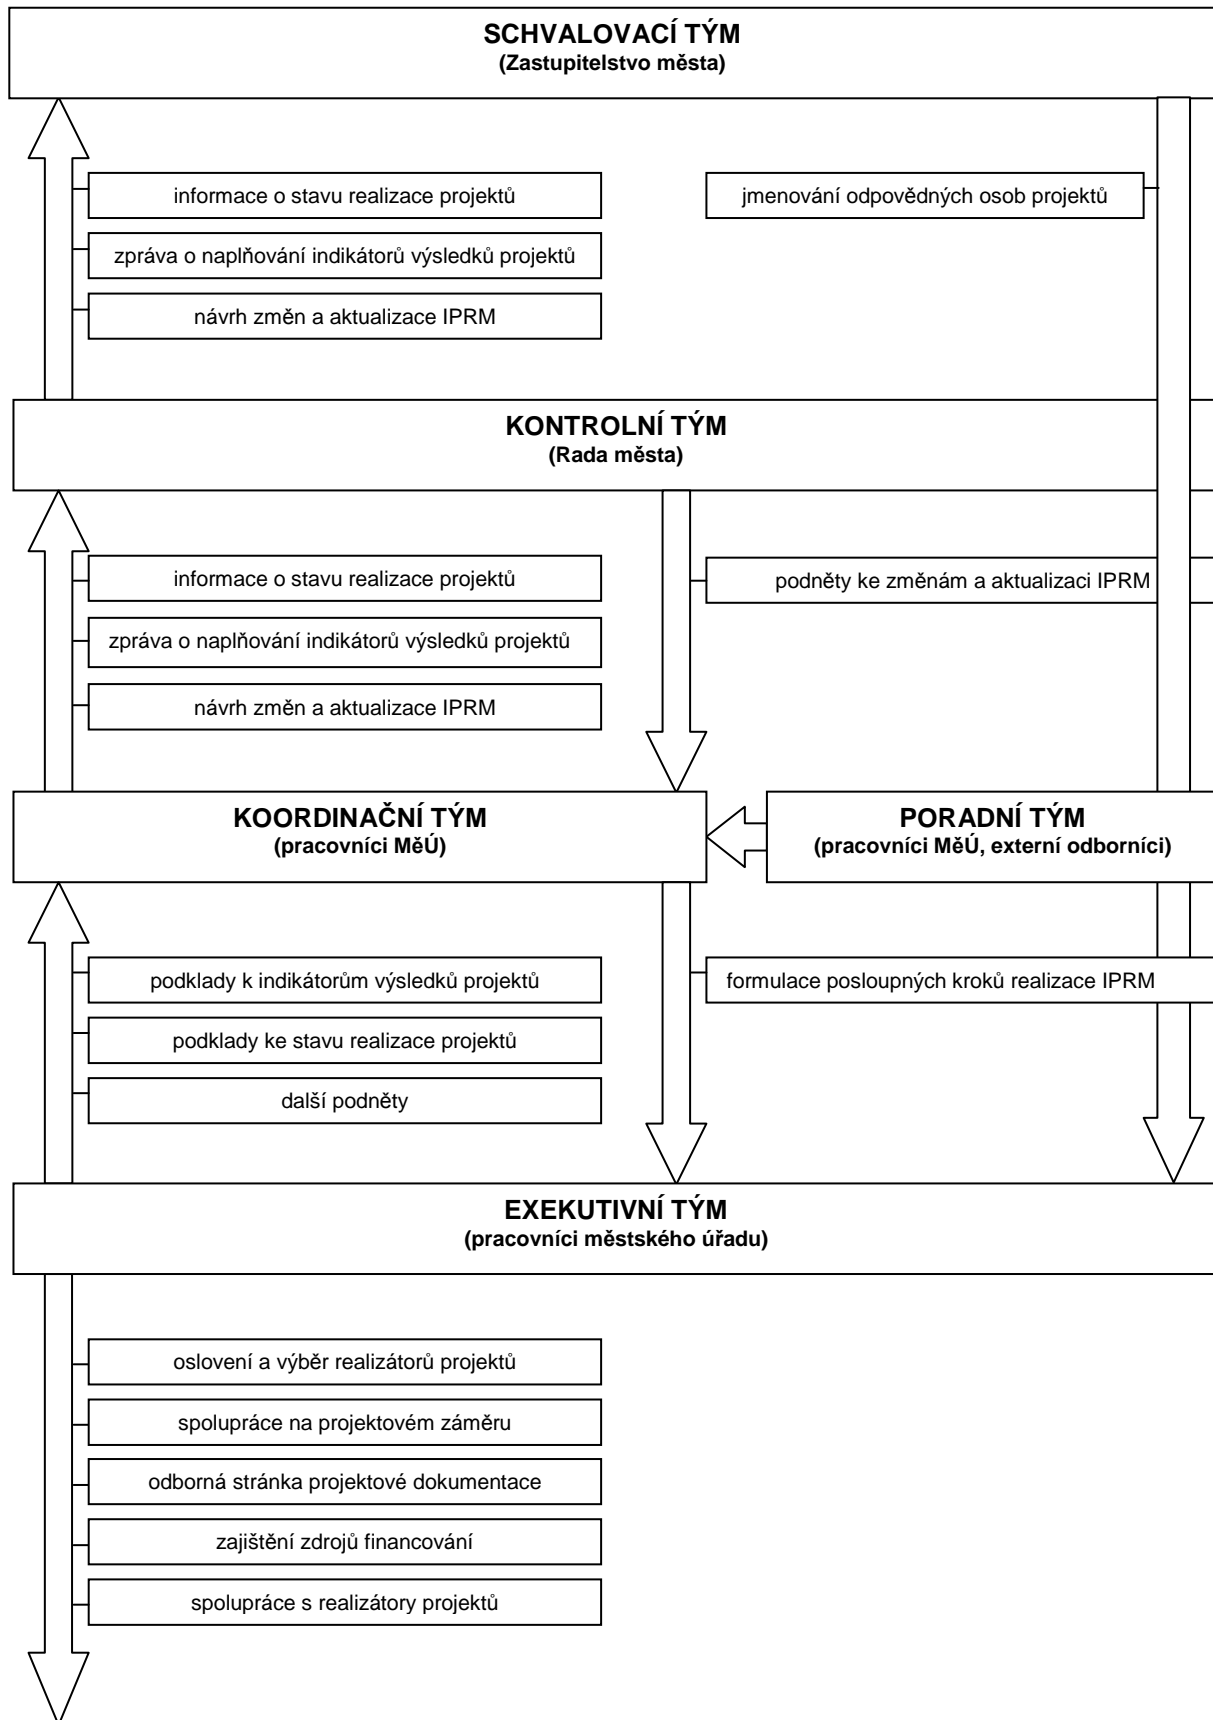 SCHVALOVACÍ TÝM
(Zastupitelstvo města)
informace o stavu realizace projektů
jmenování odpovědných osob projektů
zpráva o naplňování indikátorů výsledků projektů
návrh změn a aktualizace IPRM
KONTROLNÍ TÝM
(Rada města)
informace o stavu realizace projektů
podněty ke změnám a aktualizaci IPRM
zpráva o naplňování indikátorů výsledků projektů
návrh změn a aktualizace IPRM
KOORDINAČNÍ TÝM
(pracovníci MěÚ)
PORADNÍ TÝM
(pracovníci MěÚ, externí odborníci)
podklady k indikátorům výsledků projektů
formulace posloupných kroků realizace IPRM
podklady ke stavu realizace projektů
další podněty
EXEKUTIVNÍ TÝM
(pracovníci městského úřadu)
oslovení a výběr realizátorů projektů
spolupráce na projektovém záměru
odborná stránka projektové dokumentace
zajištění zdrojů financování
spolupráce s realizátory projektů